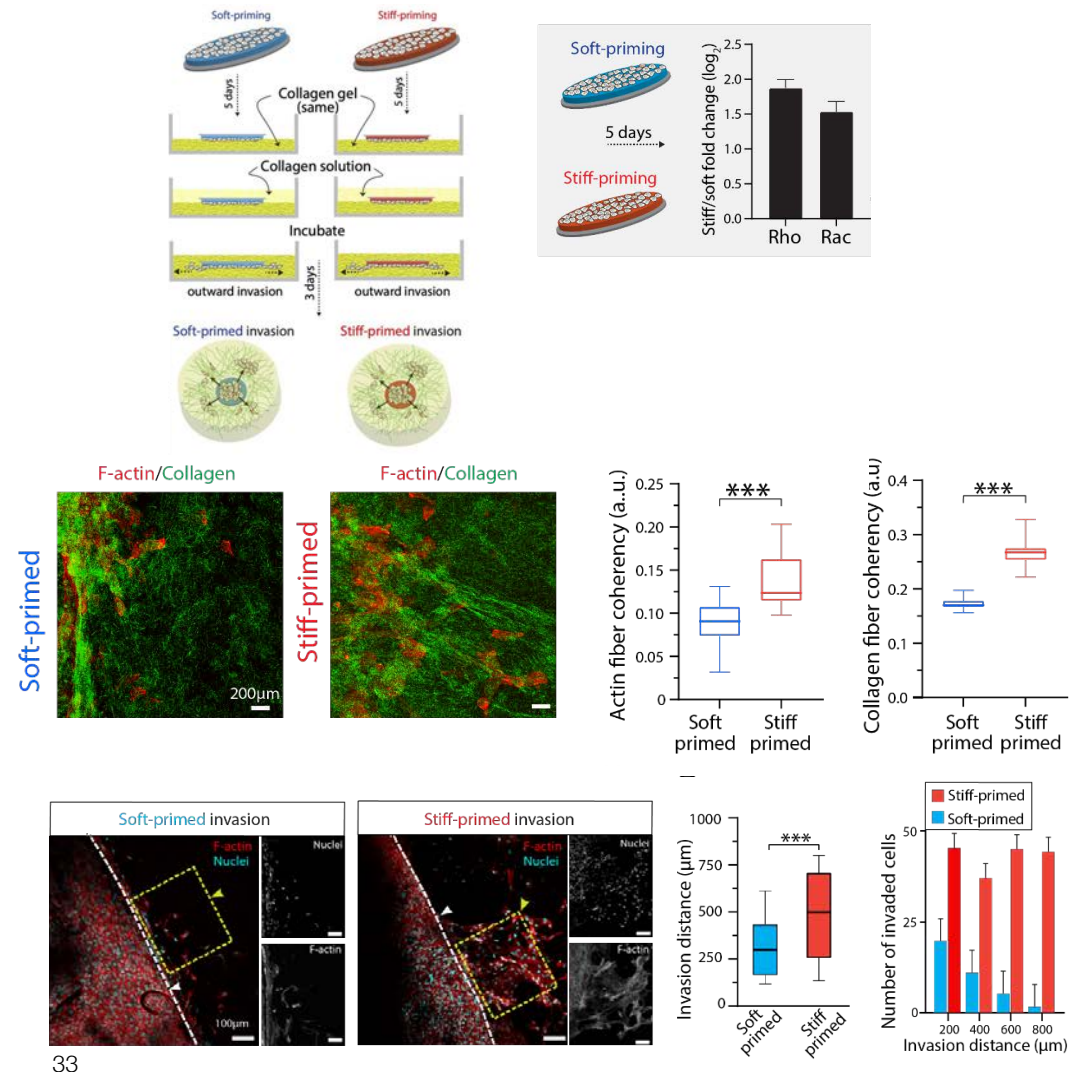 Soft-priming
Stiff-priming
5 days
5 days
Collagen gel
(same)
Collagen solution
Incubate
outward invasion
outward invasion
3 days
Soft-primed invasion
Stiff-primed invasion
Soft-priming
5 days
Stiff-priming
Stiff/soft fold change (log2)
2.5
2.0
1.5
1.0
0.5
0.0
Rho
Rac
F-actin/Collagen
F-actin/Collagen
Soft-primed
200µm
Stiff-primed
Actin fiber coherency (a.u.)
0.25
0.20
0.15
0.10
0.05
0
***
Soft
primed
Stiff
primed
Collagen fiber coherency (a.u)
0.4
0.3
0.2
0.1
0.0
***
Soft
primed
Stiff
primed
Soft-primed invasion
F-actin
Nuclei
100µm
Nuclei
F-actin
Stiff-primed invasion
F-actin
Nuclei
Nuclei
F-actin
Invasion distance (µm)
1000
750
500
250
0
***
Soft
primed
Stiff
primed
Stiff-primed
Soft-primed
Number of invaded cells
50
25
0
200 400 600 800
Invasion distance (µm)
33